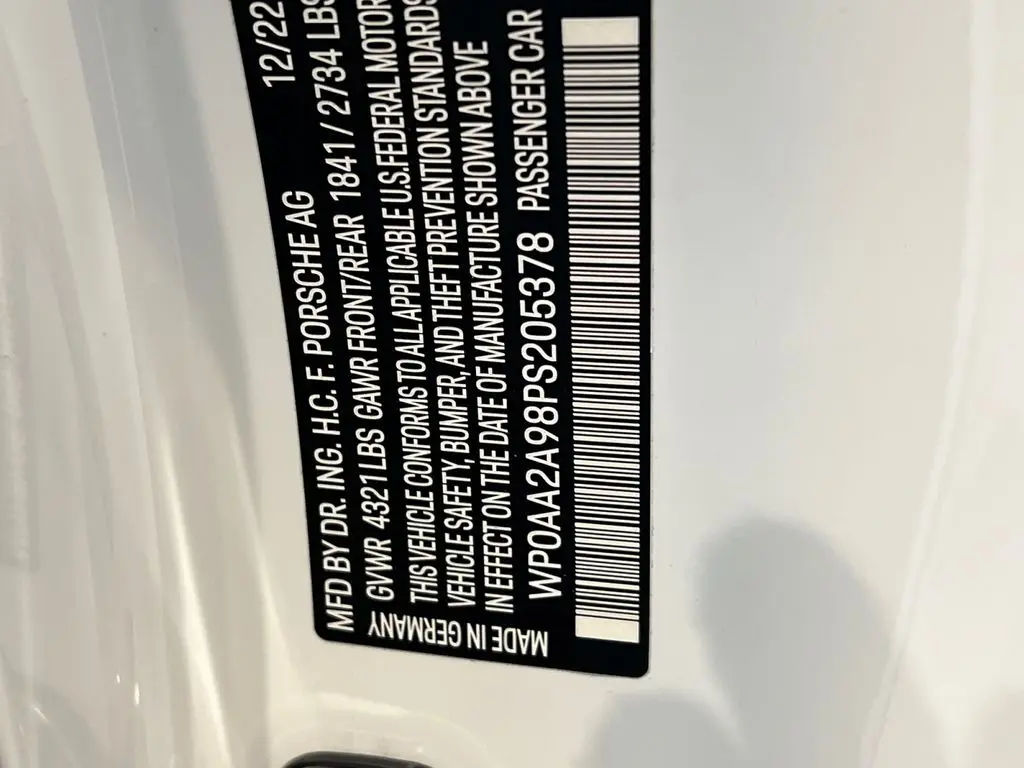 MFD BY DR. ING. H.C. F. PORSCHE AG 12/22
GVWR 4321 LBS GAWR FRONT/REAR 1841 / 2734 LBS
THIS VEHICLE CONFORMS TO ALL APPLICABLE U.S. FEDERAL MOTOR
VEHICLE SAFETY, BUMPER, AND THEFT PREVENTION STANDARDS
IN EFFECT ON THE DATE OF MANUFACTURE SHOWN ABOVE
WP0AA2A98PS205378 PASSENGER CAR
MADE IN GERMANY